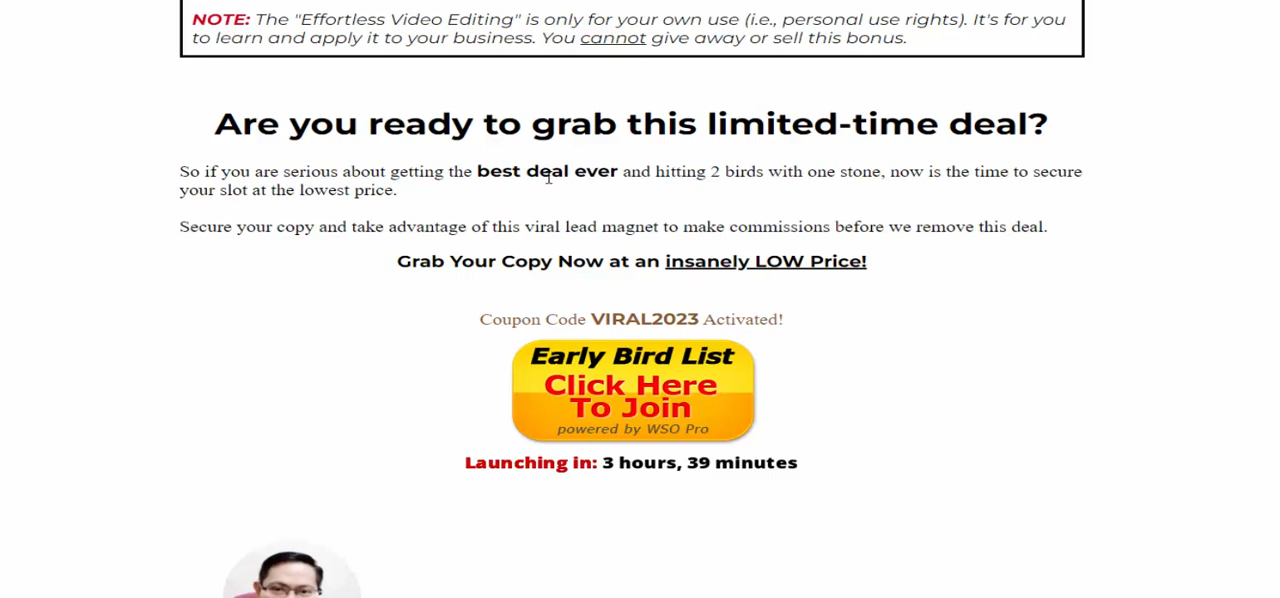 NOTE: The "Effortless Video Editing" is only for your own use (i.e., personal use rights). It's for you
to learn and apply it to your business. You cannot give away or sell this bonus.
Are you ready to grab this limited-time deal?
So if you are serious about getting the best deal ever and hitting 2 birds with one stone, now is the time to secure
your slot at the lowest price.
Secure your copy and take advantage of this viral lead magnet to make commissions before we remove this deal.
Grab Your Copy Now at an insanely LOW Price!
Coupon Code VIRAL2023 Activated!
Early Bird List
Click Here
To Join
powered by WSO Pro
Launching in: 3 hours, 39 minutes